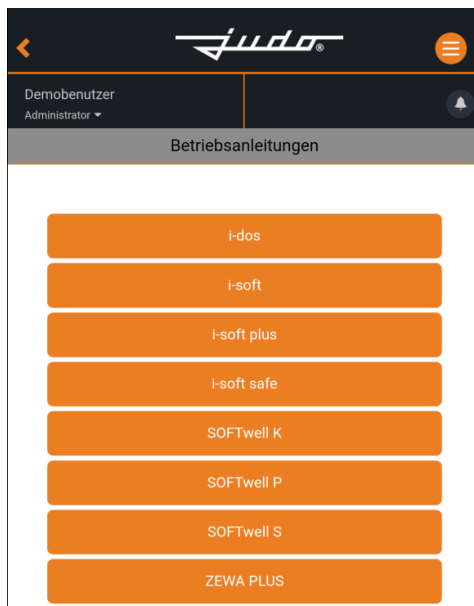 judo®
Demobenutzer
Administrator
Betriebsanleitungen
i-dos
i-soft
i-soft plus
i-soft safe
SOFTwell K
SOFTwell P
SOFTwell S
ZEWA PLUS